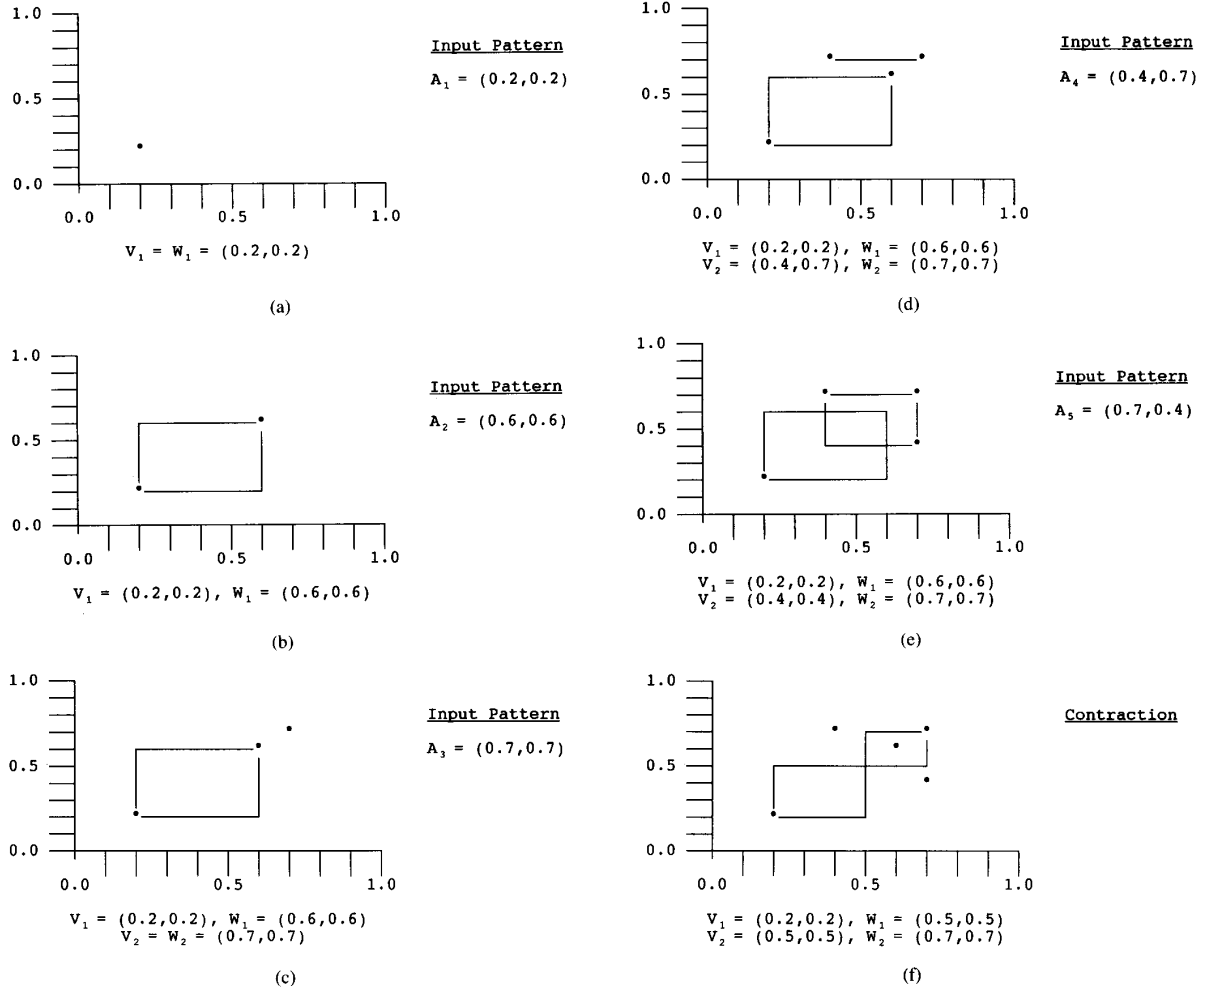 1.0
0.5
0.0
0.0 0.5 1.0
Input Pattern
A₁ = (0.2,0.2)
V₁ = W₁ = (0.2,0.2)
(a)
1.0
0.5
0.0
0.0 0.5 1.0
Input Pattern
A₂ = (0.6,0.6)
V₁ = (0.2,0.2), W₁ = (0.6,0.6)
(b)
1.0
0.5
0.0
0.0 0.5 1.0
Input Pattern
A₃ = (0.7,0.7)
V₁ = (0.2,0.2), W₁ = (0.6,0.6)
V₂ = W₂ = (0.7,0.7)
(c)
1.0
0.5
0.0
0.0 0.5 1.0
Input Pattern
A₄ = (0.4,0.7)
V₁ = (0.2,0.2), W₁ = (0.6,0.6)
V₂ = (0.4,0.7), W₂ = (0.7,0.7)
(d)
1.0
0.5
0.0
0.0 0.5 1.0
Input Pattern
A₅ = (0.7,0.4)
V₁ = (0.2,0.2), W₁ = (0.6,0.6)
V₂ = (0.4,0.4), W₂ = (0.7,0.7)
(e)
1.0
0.5
0.0
0.0 0.5 1.0
Contraction
V₁ = (0.2,0.2), W₁ = (0.5,0.5)
V₂ = (0.5,0.5), W₂ = (0.7,0.7)
(f)